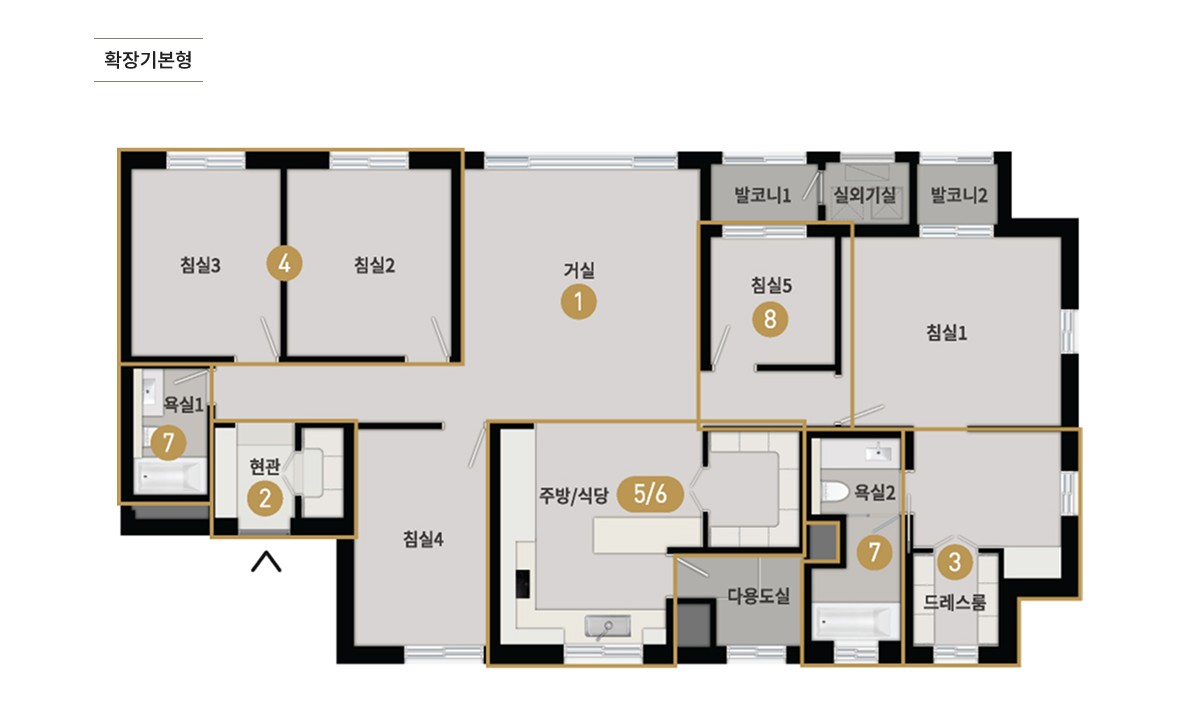 확장기본형
발코니1
실외기실
발코니2
침실3
4
침실2
거실
1
침실5
8
침실1
욕실1
7
현관
2
주방/식당 5/6
욕실2
7
침실4
3
다용도실
드레스룸